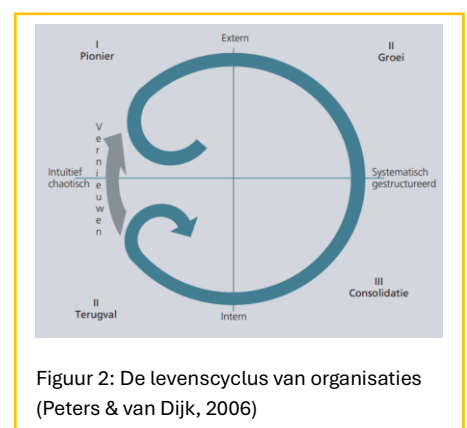 I
Pionier
Extern
II
Groei
Vernieuwen
Intuïtief
chaotisch
Systematisch
gestructureerd
II
Terugval
Intern
III
Consolidatie
Figuur 2: De levenscyclus van organisaties
(Peters & van Dijk, 2006)